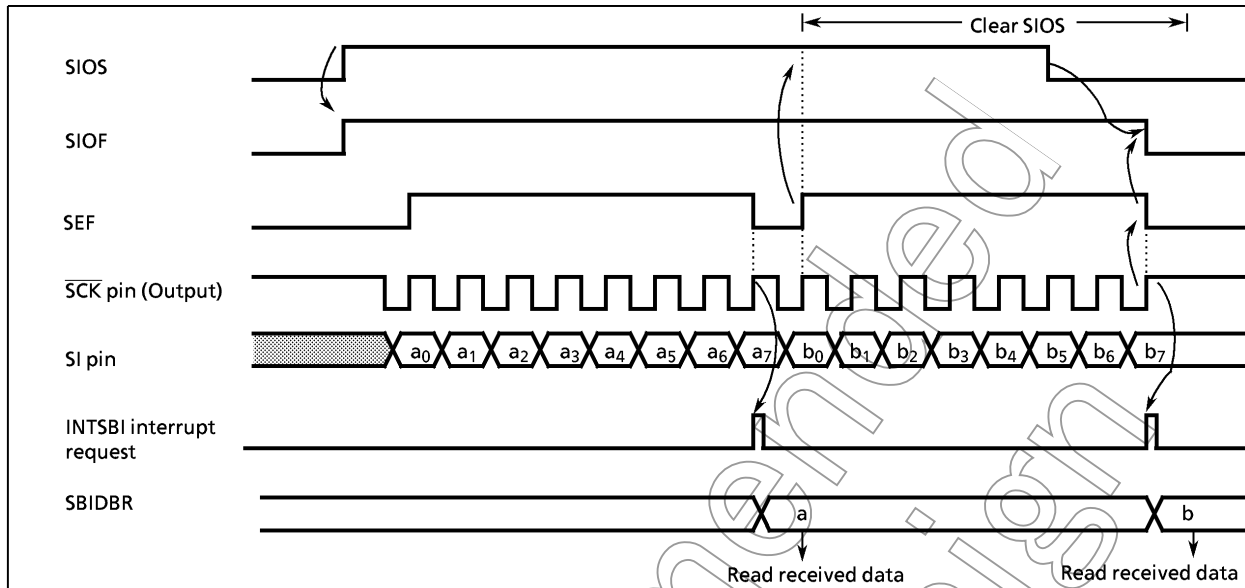 Clear SIOS
SIOS
SIOF
SEF
SCK pin (Output)
SI pin
a0 a1 a2 a3 a4 a5 a6 a7 b0 b1 b2 b3 b4 b5 b6 b7
INTSBI interrupt
request
SBIDBR
a b
Read received data Read received data